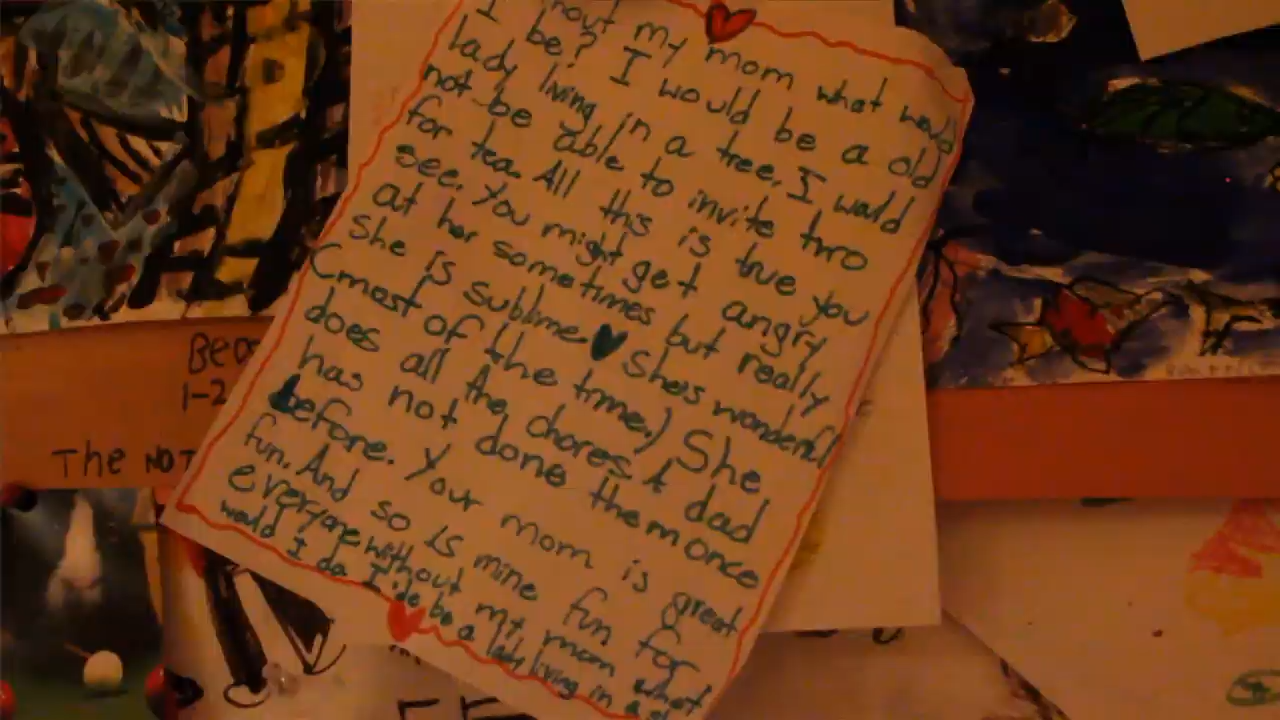 my mom what would
be? I would be a old
lady living in a tree. I would
not be able to invite two
for tea. All this is true you
see. You might get angry
at her sometimes but really
She is sublime. Shes wonderful
(most of the time.) She
does all the chores. A dad
has not done them once
before. Your mom is great
fun. And so is mine fun for
everyone without my mom what
would I do. I'de be a lady living in a
Bea
1-2
The NOT